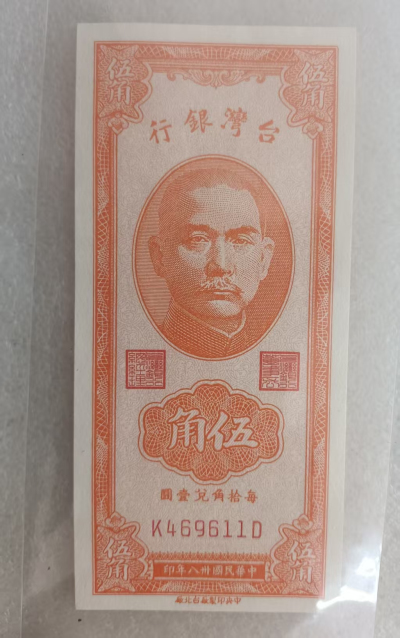 伍角 伍角
台灣銀行
伍角
每拾角兌壹圓
K469611D
伍角 伍角
中華民國卅八年印